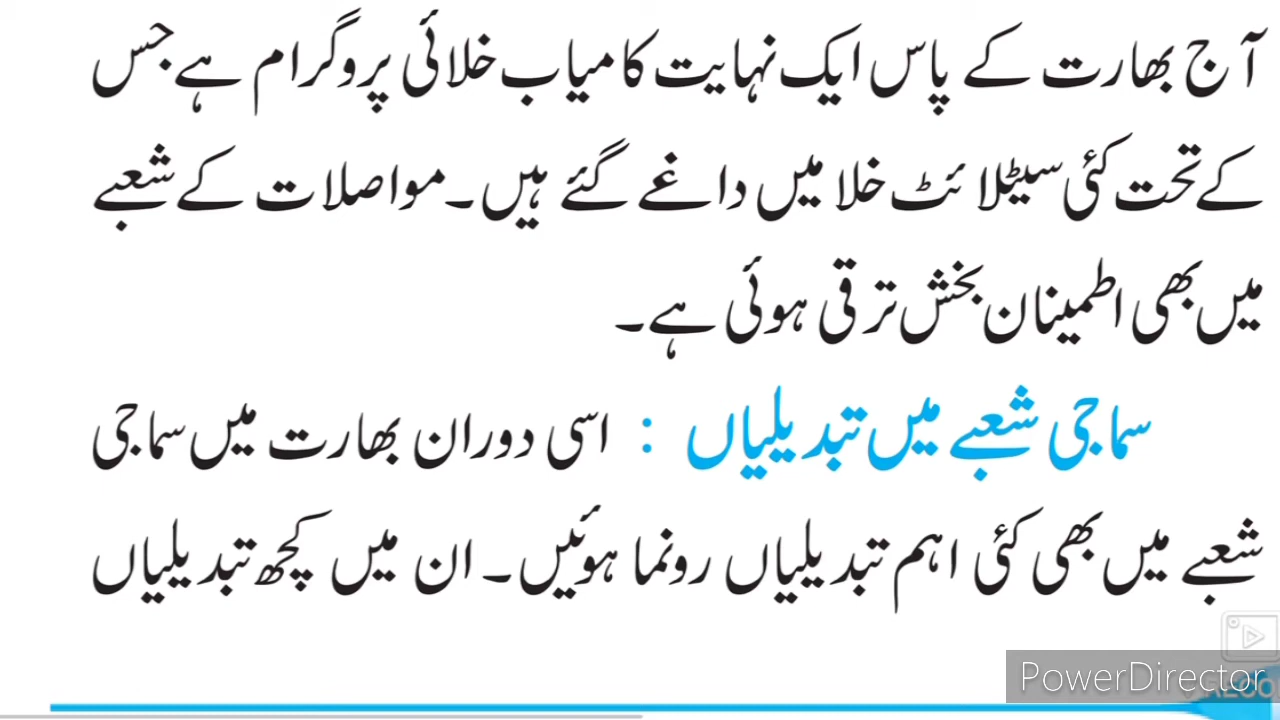 آج بھارت کے پاس ایک نہایت کامیاب خلائی پروگرام ہے جس
کے تحت کئی سیٹلائٹ خلا میں داغے گئے ہیں۔ مواصلات کے شعبے
میں بھی اطمینان بخش ترقی ہوئی ہے۔
سماجی شعبے میں تبدیلیاں : اسی دوران بھارت میں سماجی
شعبے میں بھی کئی اہم تبدیلیاں رونما ہوئیں۔ ان میں کچھ تبدیلیاں
PowerDirector